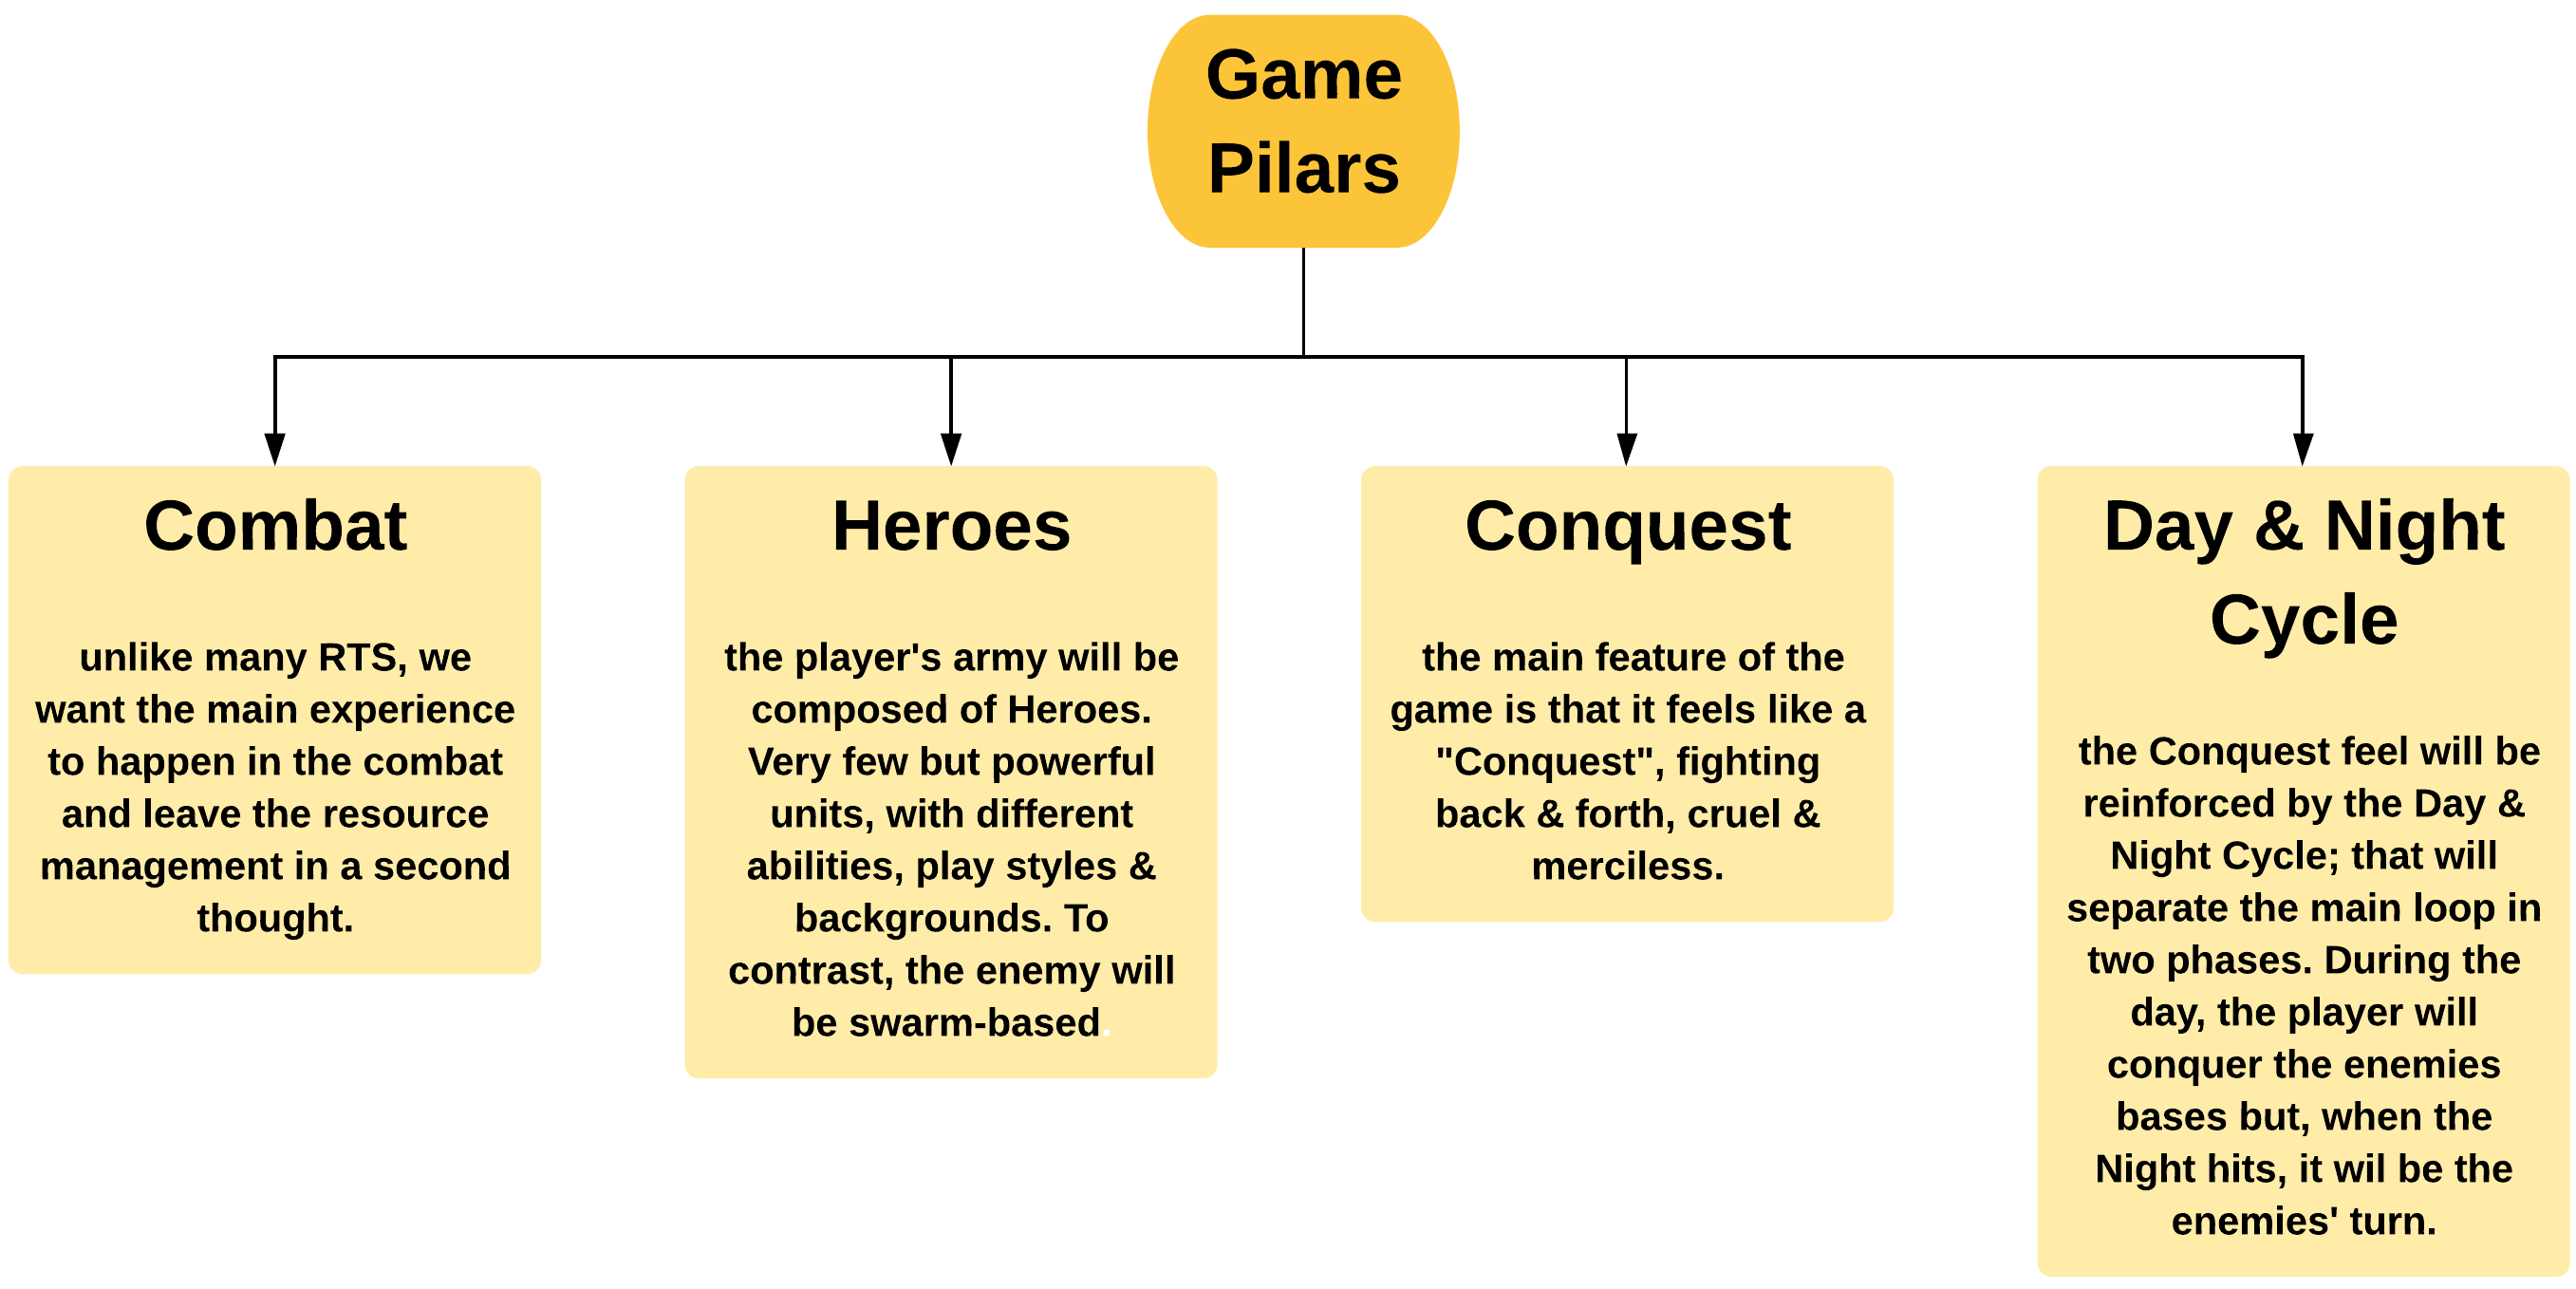 Game
Pilars
Combat
unlike many RTS, we
want the main experience
to happen in the combat
and leave the resource
management in a second
thought.
Heroes
the player's army will be
composed of Heroes.
Very few but powerful
units, with different
abilities, play styles &
backgrounds. To
contrast, the enemy will
be swarm-based.
Conquest
the main feature of the
game is that it feels like a
"Conquest", fighting
back & forth, cruel &
merciless.
Day & Night
Cycle
the Conquest feel will be
reinforced by the Day &
Night Cycle; that will
separate the main loop in
two phases. During the
day, the player will
conquer the enemies
bases but, when the
Night hits, it wil be the
enemies' turn.